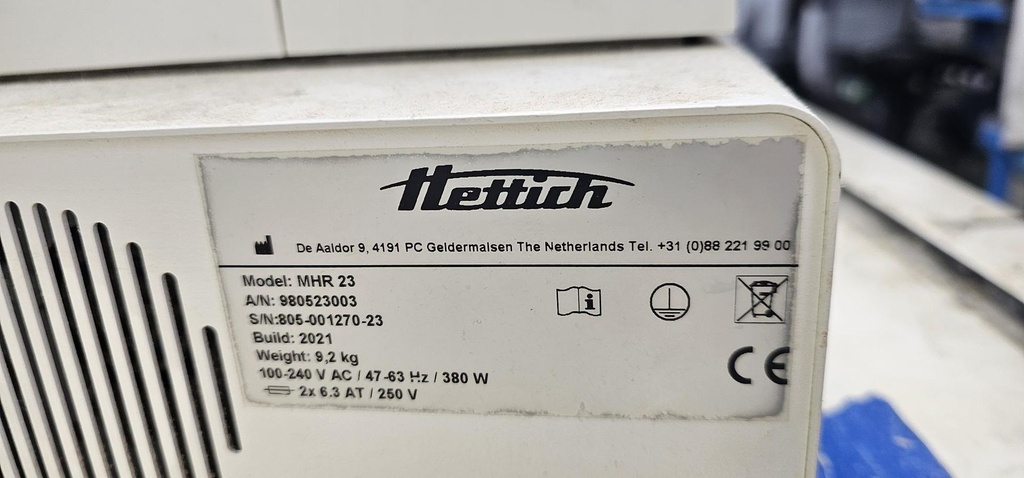 Hettich
De Aaldor 9, 4191 PC Geldermalsen The Netherlands Tel. +31 (0)88 221 99 00
Model: MHR 23
A/N: 980523003
S/N:805-001270-23
Build: 2021
Weight: 9,2 kg
100-240 V AC / 47-63 Hz / 380 W
2x 6.3 AT / 250 V
i
CE